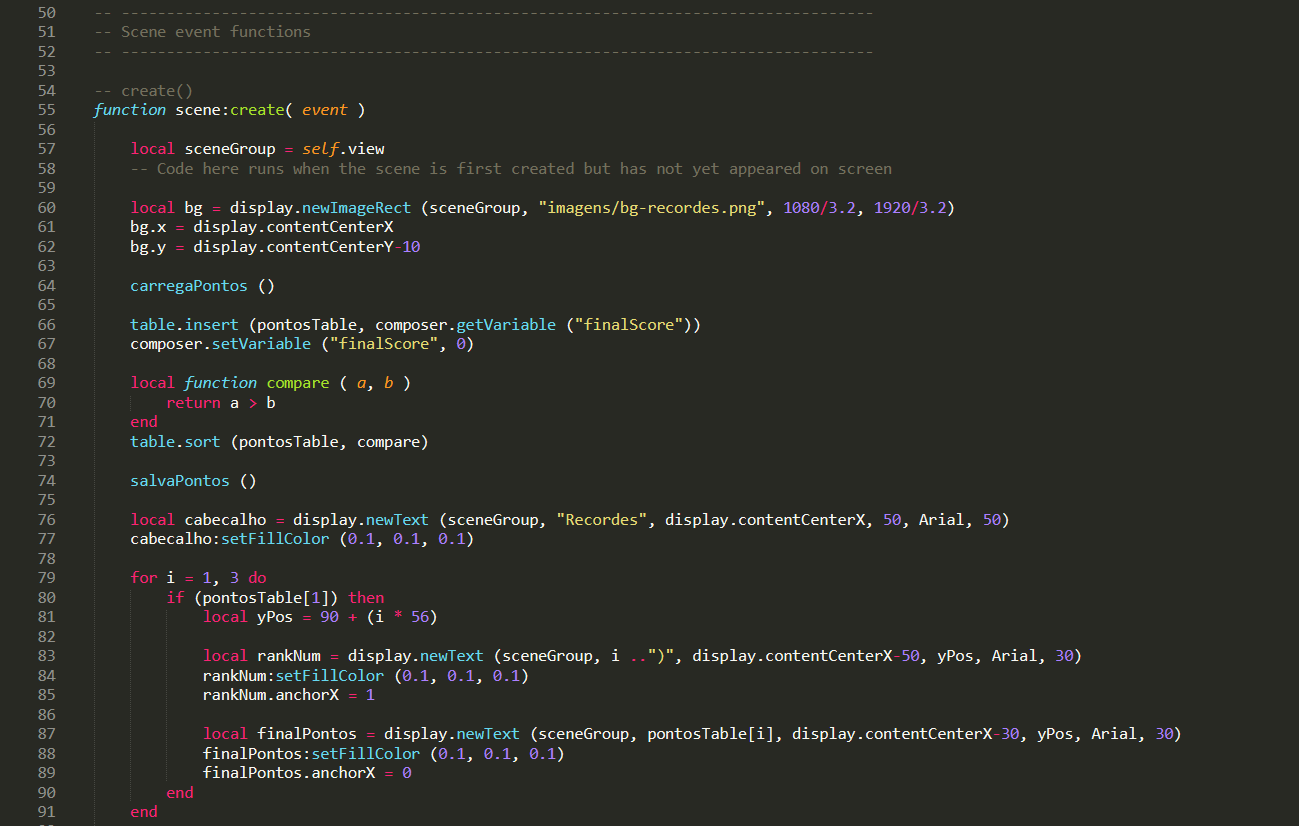 50 -- -----------------------------------------------------------------------------------
51 -- Scene event functions
52 -- -----------------------------------------------------------------------------------
53
54 -- create()
55 function scene:create( event )
56
57 local sceneGroup = self.view
58 -- Code here runs when the scene is first created but has not yet appeared on screen
59
60 local bg = display.newImageRect (sceneGroup, "imagens/bg-recordes.png", 1080/3.2, 1920/3.2)
61 bg.x = display.contentCenterX
62 bg.y = display.contentCenterY-10
63
64 carregaPontos ()
65
66 table.insert (pontosTable, composer.getVariable ("finalScore"))
67 composer.setVariable ("finalScore", 0)
68
69 local function compare ( a, b )
70 return a > b
71 end
72 table.sort (pontosTable, compare)
73
74 salvaPontos ()
75
76 local cabecalho = display.newText (sceneGroup, "Recordes", display.contentCenterX, 50, Arial, 50)
77 cabecalho:setFillColor (0.1, 0.1, 0.1)
78
79 for i = 1, 3 do
80 if (pontosTable[1]) then
81 local yPos = 90 + (i * 56)
82
83 local rankNum = display.newText (sceneGroup, i ..")", display.contentCenterX-50, yPos, Arial, 30)
84 rankNum:setFillColor (0.1, 0.1, 0.1)
85 rankNum.anchorX = 1
86
87 local finalPontos = display.newText (sceneGroup, pontosTable[i], display.contentCenterX-30, yPos, Arial, 30)
88 finalPontos:setFillColor (0.1, 0.1, 0.1)
89 finalPontos.anchorX = 0
90 end
91 end